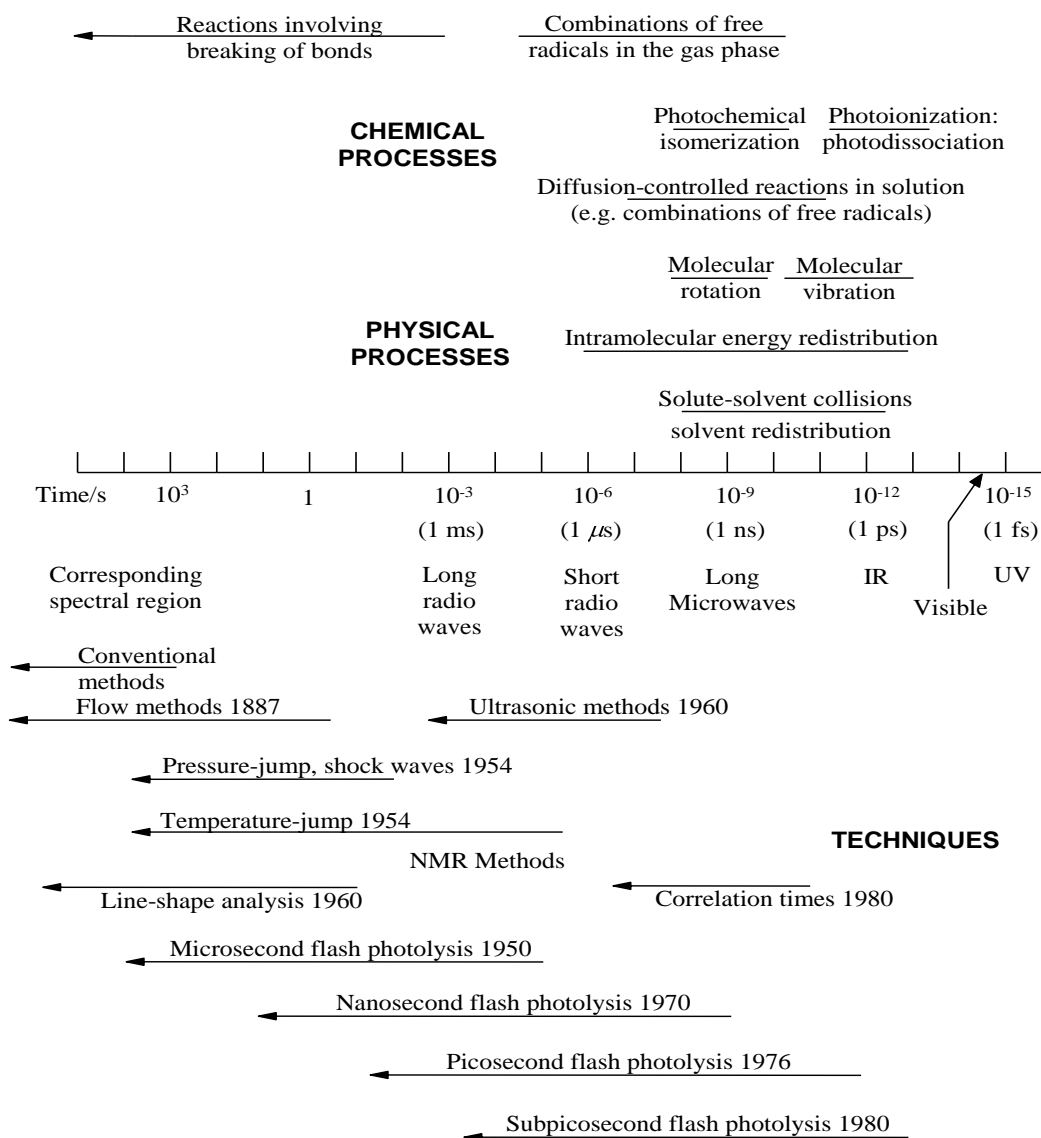 Reactions involving
breaking of bonds
Combinations of free
radicals in the gas phase
CHEMICAL
PROCESSES
Photochemical
isomerization
Photoionization:
photodissociation
Diffusion-controlled reactions in solution
(e.g. combinations of free radicals)
Molecular
rotation
Molecular
vibration
PHYSICAL
PROCESSES
Intramolecular energy redistribution
Solute-solvent collisions
solvent redistribution
Time/s 10³ 1 10⁻³ 10⁻⁶ 10⁻⁹ 10⁻¹² 10⁻¹⁵
(1 ms) (1 μs) (1 ns) (1 ps) (1 fs)
Corresponding
spectral region
Long
radio
waves
Short
radio
waves
Long
Microwaves
IR
Visible
UV
Conventional
methods
Flow methods 1887
Ultrasonic methods 1960
Pressure-jump, shock waves 1954
Temperature-jump 1954
TECHNIQUES
NMR Methods
Line-shape analysis 1960
Correlation times 1980
Microsecond flash photolysis 1950
Nanosecond flash photolysis 1970
Picosecond flash photolysis 1976
Subpicosecond flash photolysis 1980